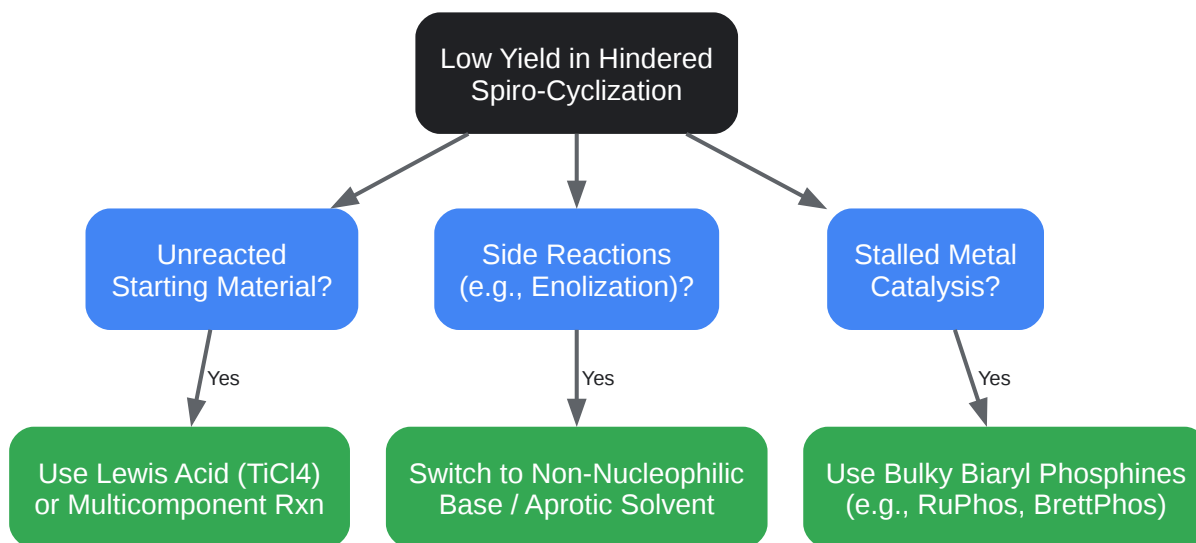 Low Yield in Hindered
Spiro-Cyclization
Unreacted
Starting Material?
Side Reactions
(e.g., Enolization)?
Stalled Metal
Catalysis?
Yes
Yes
Yes
Use Lewis Acid (TiCl4)
or Multicomponent Rxn
Switch to Non-Nucleophilic
Base / Aprotic Solvent
Use Bulky Biaryl Phosphines
(e.g., RuPhos, BrettPhos)